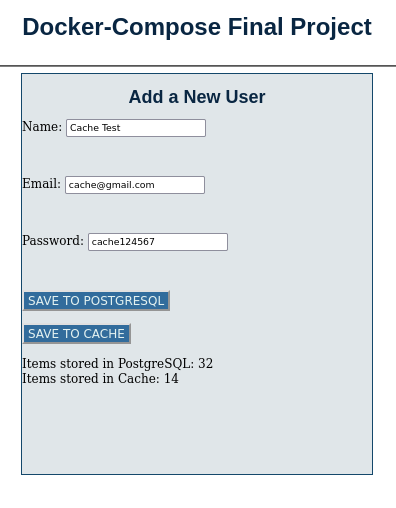 Docker-Compose Final Project
Add a New User
Name: Cache Test
Email: cache@gmail.com
Password: cache124567
SAVE TO POSTGRESQL
SAVE TO CACHE
Items stored in PostgreSQL: 32
Items stored in Cache: 14